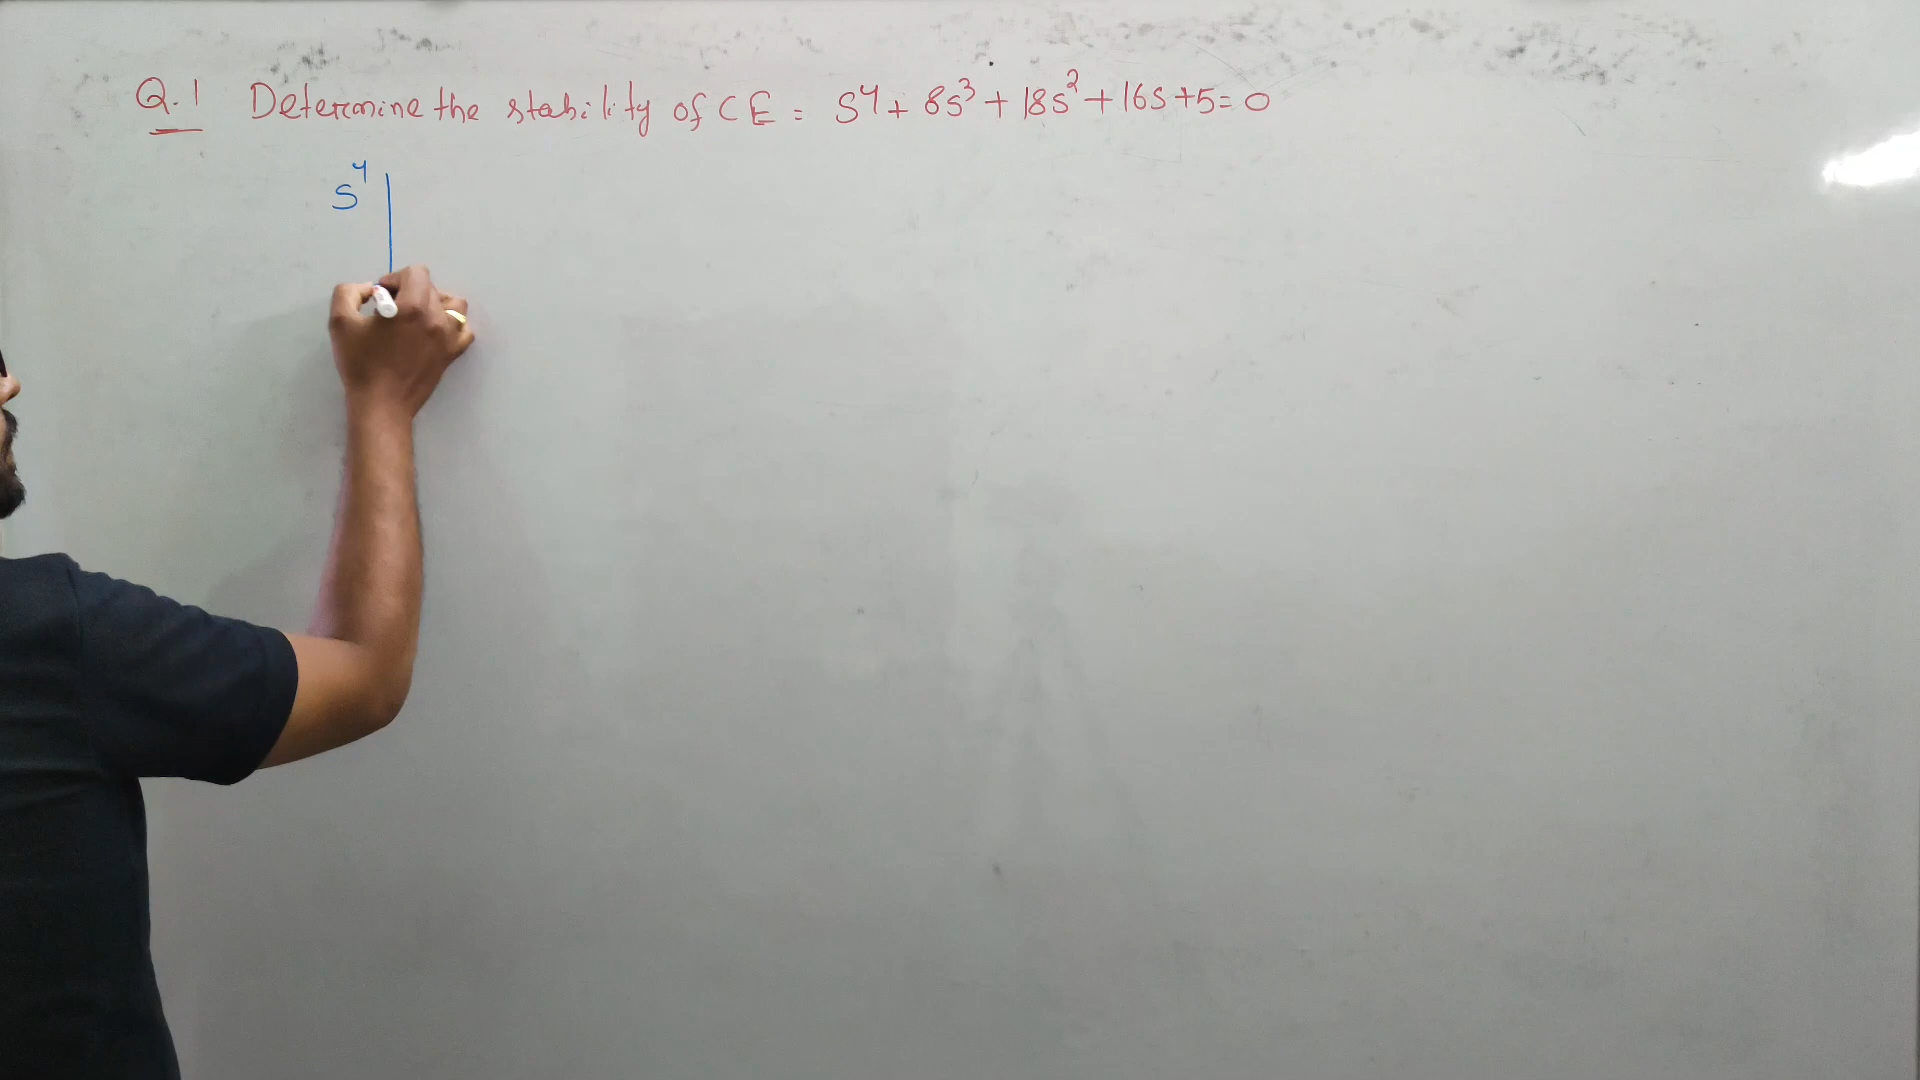 Q.1 Determine the stability of CE = S⁴ + 8s³ + 18s² + 16s + 5 = 0
S⁴